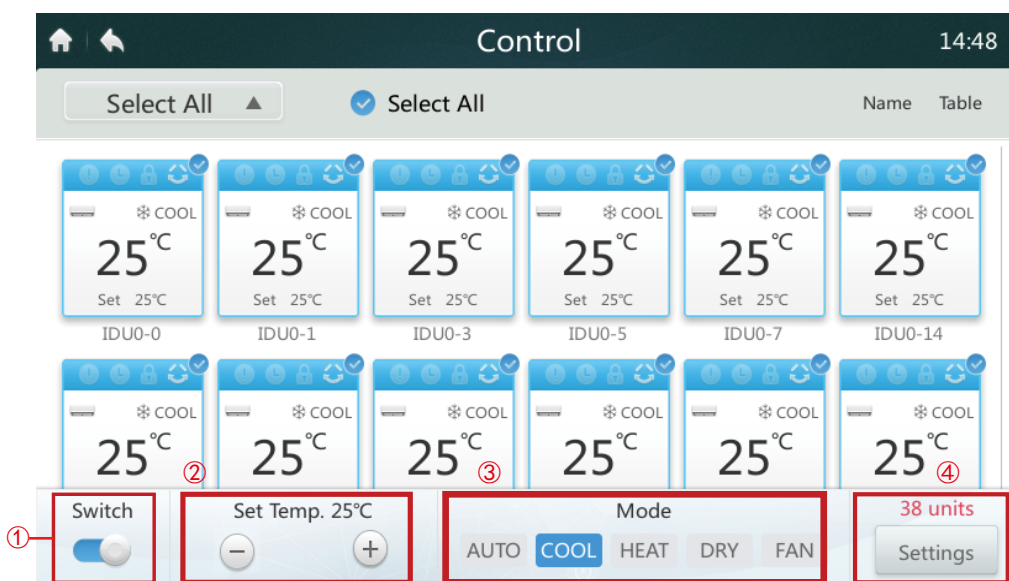 Control 14:48
Select All ▲ Select All Name Table
COOL COOL COOL COOL COOL COOL
25℃ 25℃ 25℃ 25℃ 25℃ 25℃
Set 25℃ Set 25℃ Set 25℃ Set 25℃ Set 25℃ Set 25℃
IDU0-0 IDU0-1 IDU0-3 IDU0-5 IDU0-7 IDU0-14
COOL COOL COOL COOL COOL COOL
25℃ 25℃ 25℃ 25℃ 25℃ 25℃
② ③ ④
Switch Set Temp. 25℃ Mode 38 units
① − + AUTO COOL HEAT DRY FAN Settings